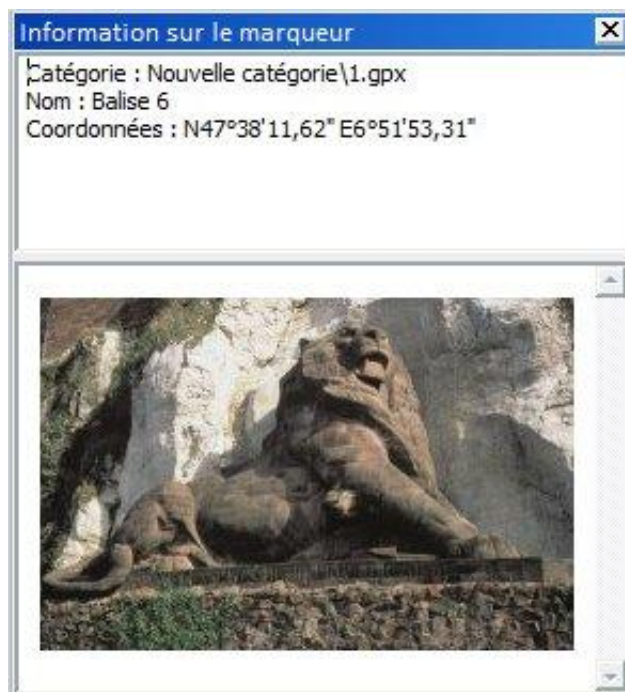 Information sur le marqueur
Catégorie : Nouvelle catégorie\1.gpx
Nom : Balise 6
Coordonnées : N47°38'11,62" E6°51'53,31"